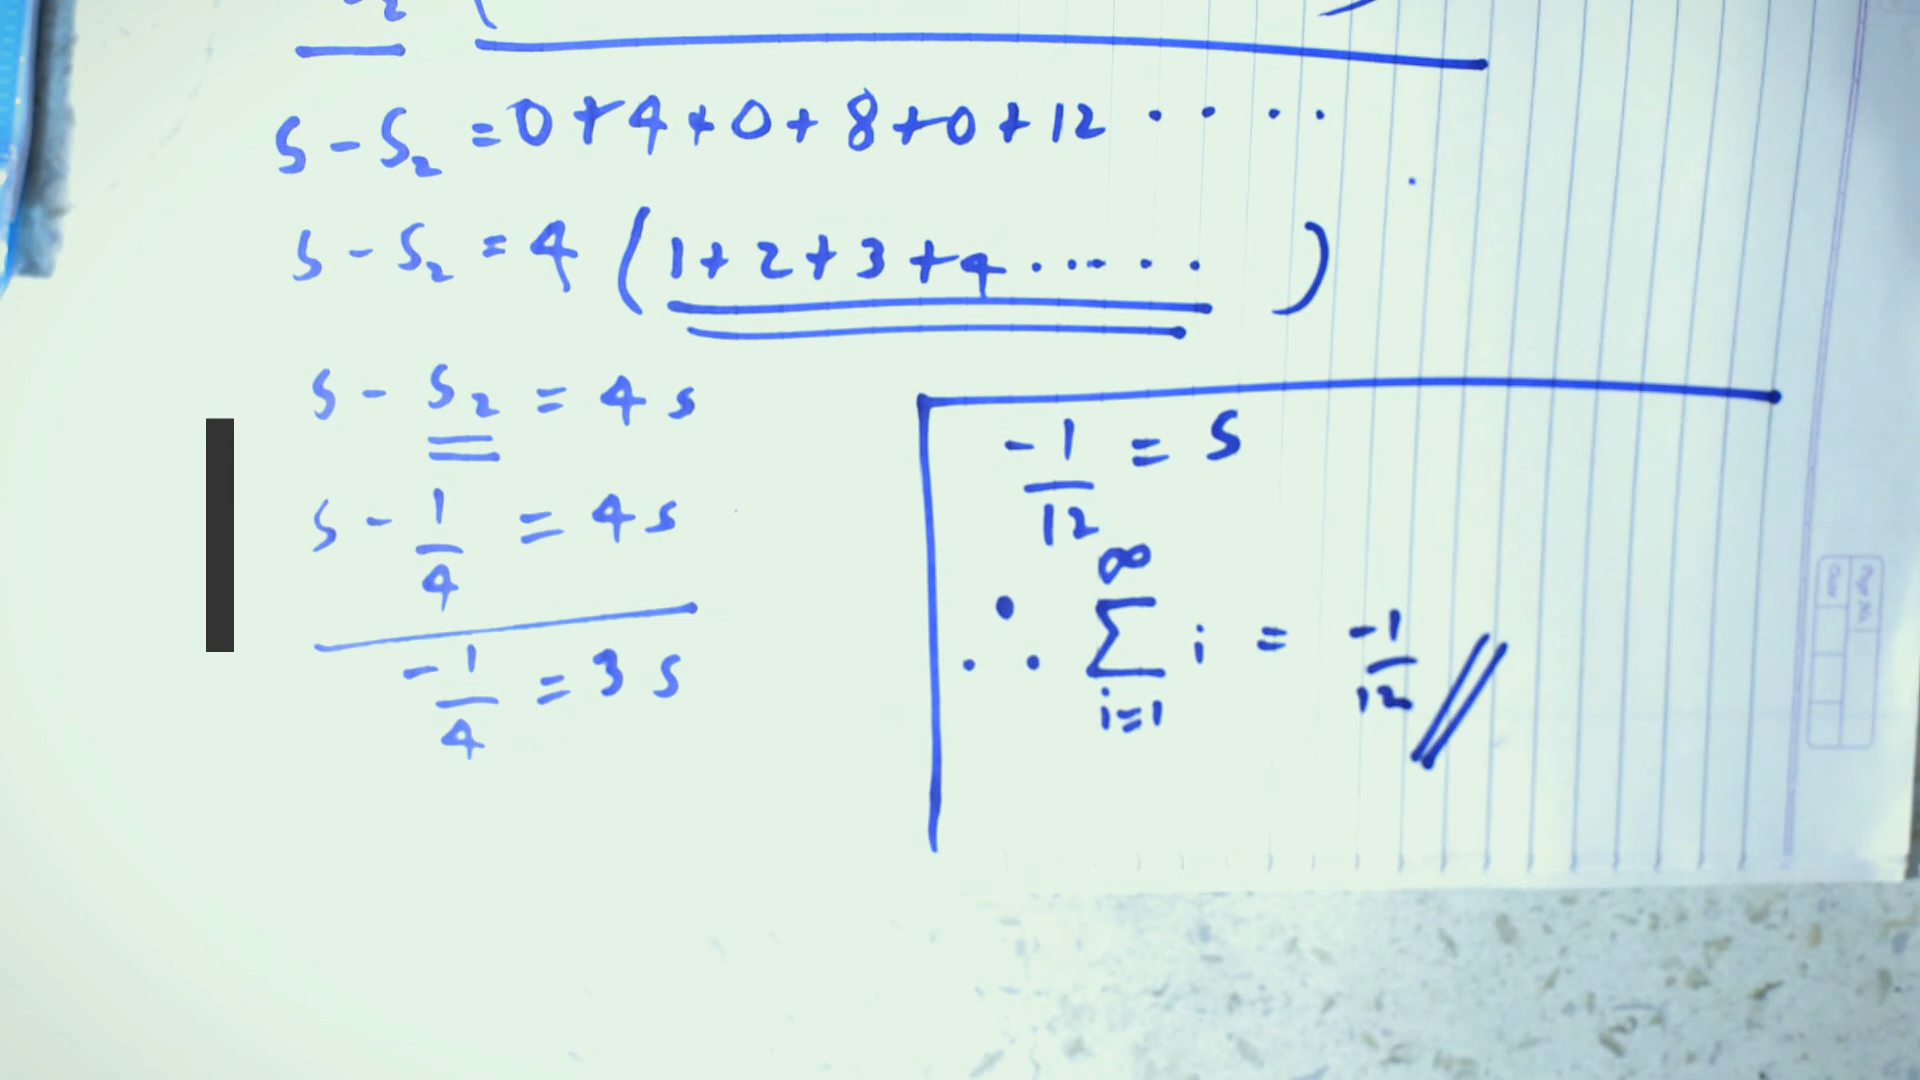 S - S₂ = 0 + 4 + 0 + 8 + 0 + 12 ....
S - S₂ = 4 ( 1 + 2 + 3 + 4 ...... )
S - S₂ = 4 s
S - 1/4 = 4 s
-1/4 = 3 s
-1/12 = S
∴ ∞ ∑ i=1 i = -1/12 //